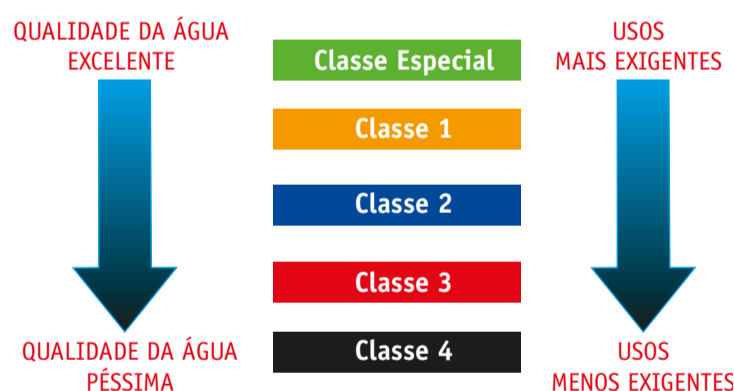 QUALIDADE DA ÁGUA
EXCELENTE
USOS
MAIS EXIGENTES
Classe Especial
Classe 1
Classe 2
Classe 3
Classe 4
QUALIDADE DA ÁGUA
PÉSSIMA
USOS
MENOS EXIGENTES